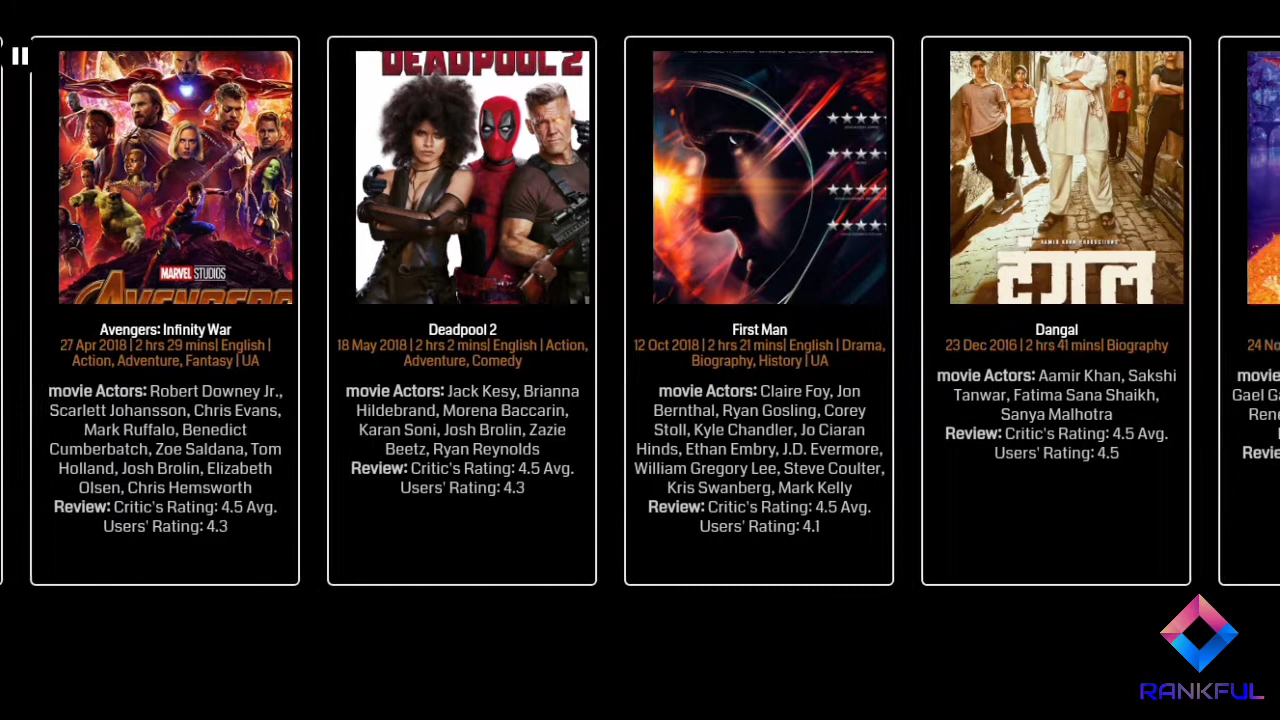 "
MARVEL STUDIOS
AVENGERS
Avengers: Infinity War
27 Apr 2018 | 2 hrs 29 mins| English |
Action, Adventure, Fantasy | UA
movie Actors: Robert Downey Jr.,
Scarlett Johansson, Chris Evans,
Mark Ruffalo, Benedict
Cumberbatch, Zoe Saldana, Tom
Holland, Josh Brolin, Elizabeth
Olsen, Chris Hemsworth
Review: Critic's Rating: 4.5 Avg.
Users' Rating: 4.3
DEADPOOL 2
Deadpool 2
18 May 2018 | 2 hrs 2 mins| English | Action,
Adventure, Comedy
movie Actors: Jack Kesy, Brianna
Hildebrand, Morena Baccarin,
Karan Soni, Josh Brolin, Zazie
Beetz, Ryan Reynolds
Review: Critic's Rating: 4.5 Avg.
Users' Rating: 4.3
First Man
12 Oct 2018 | 2 hrs 21 mins| English | Drama,
Biography, History | UA
movie Actors: Claire Foy, Jon
Bernthal, Ryan Gosling, Corey
Stoll, Kyle Chandler, Jo Ciaran
Hinds, Ethan Embry, J.D. Evermore,
William Gregory Lee, Steve Coulter,
Kris Swanberg, Mark Kelly
Review: Critic's Rating: 4.5 Avg.
Users' Rating: 4.1
AAMIR KHAN PRODUCTIONS'
दंगल
Dangal
23 Dec 2016 | 2 hrs 41 mins| Biography
movie Actors: Aamir Khan, Sakshi
Tanwar, Fatima Sana Shaikh,
Sanya Malhotra
Review: Critic's Rating: 4.5 Avg.
Users' Rating: 4.5
24 No
movie
Gael Ga
Rene
Revie
RANKFUL